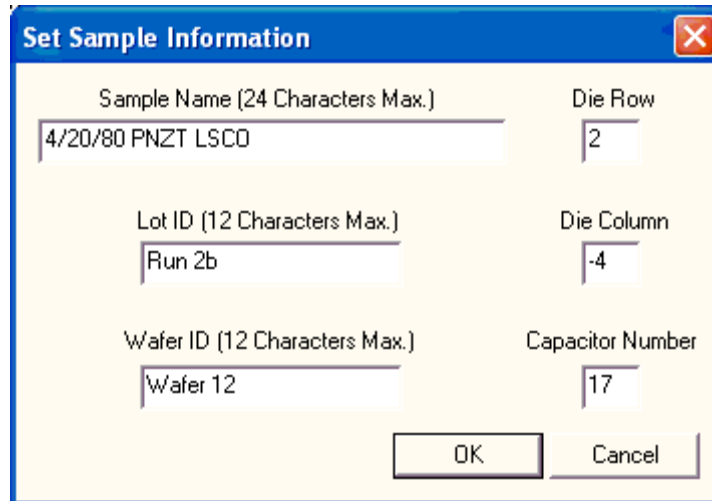 Set Sample Information
Sample Name (24 Characters Max.)
Die Row
4/20/80 PNZT LSCO
2
Lot ID (12 Characters Max.)
Die Column
Run 2b
-4
Wafer ID (12 Characters Max.)
Capacitor Number
Wafer 12
17
OK
Cancel